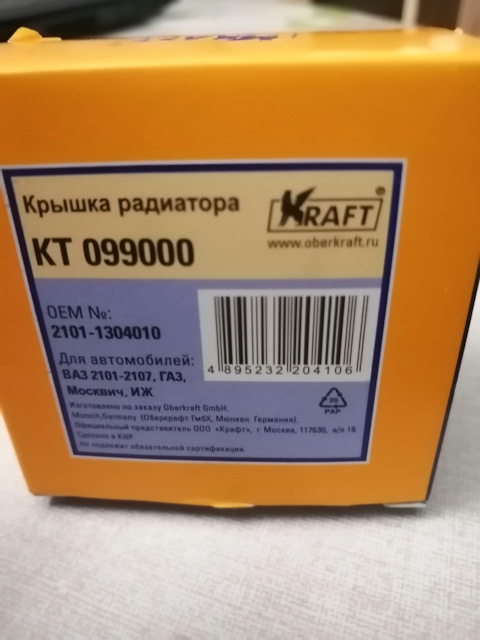 Крышка радиатора
KRAFT®
www.oberkraft.ru
KT 099000
OEM №:
2101-1304010
Для автомобилей:
ВАЗ 2101-2107, ГАЗ,
Москвич, ИЖ
4 895232 204106
20
PAP
Изготовлено по заказу Oberkraft GmbH.
Munich,Germany (Оберкрафт ГмбХ, Мюнхен Германия).
Официальный представитель ООО «Крафт», г. Москва, 117630, а/я 18.
Сделано в КНР.
Не подлежит обязательной сертификации.